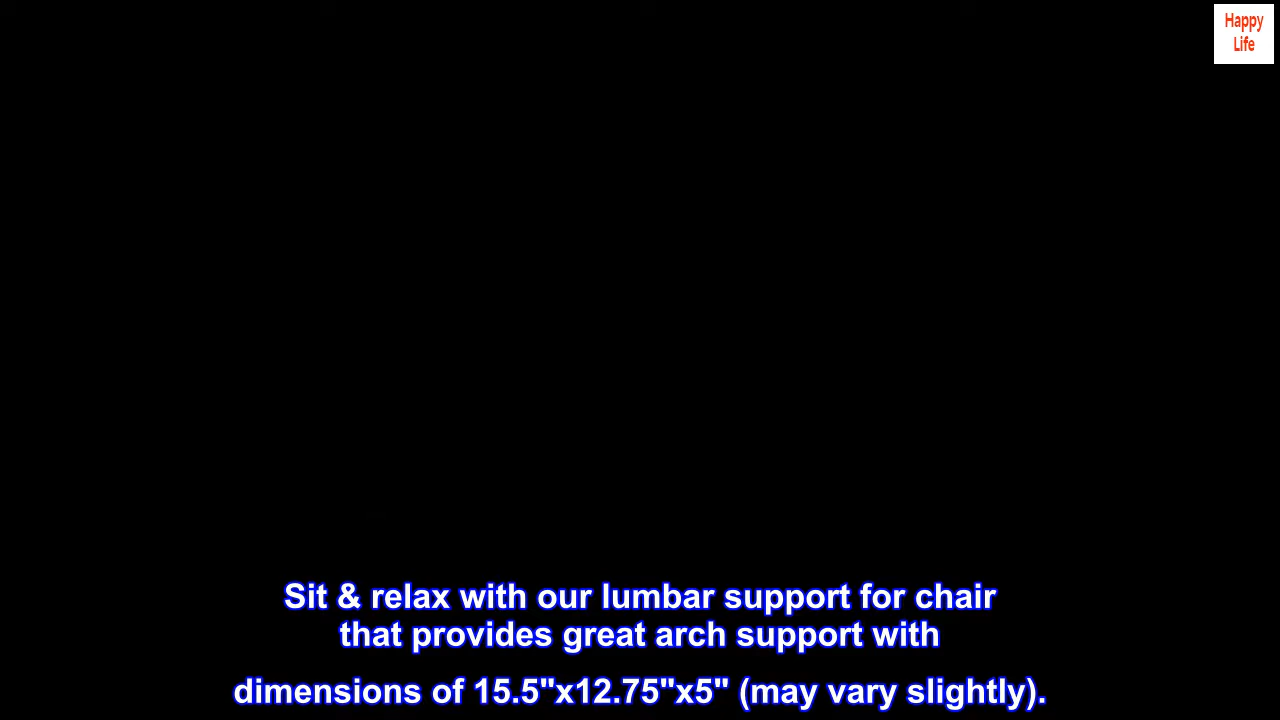 Happy
Life
Sit & relax with our lumbar support for chair
that provides great arch support with
dimensions of 15.5"x12.75"x5" (may vary slightly).